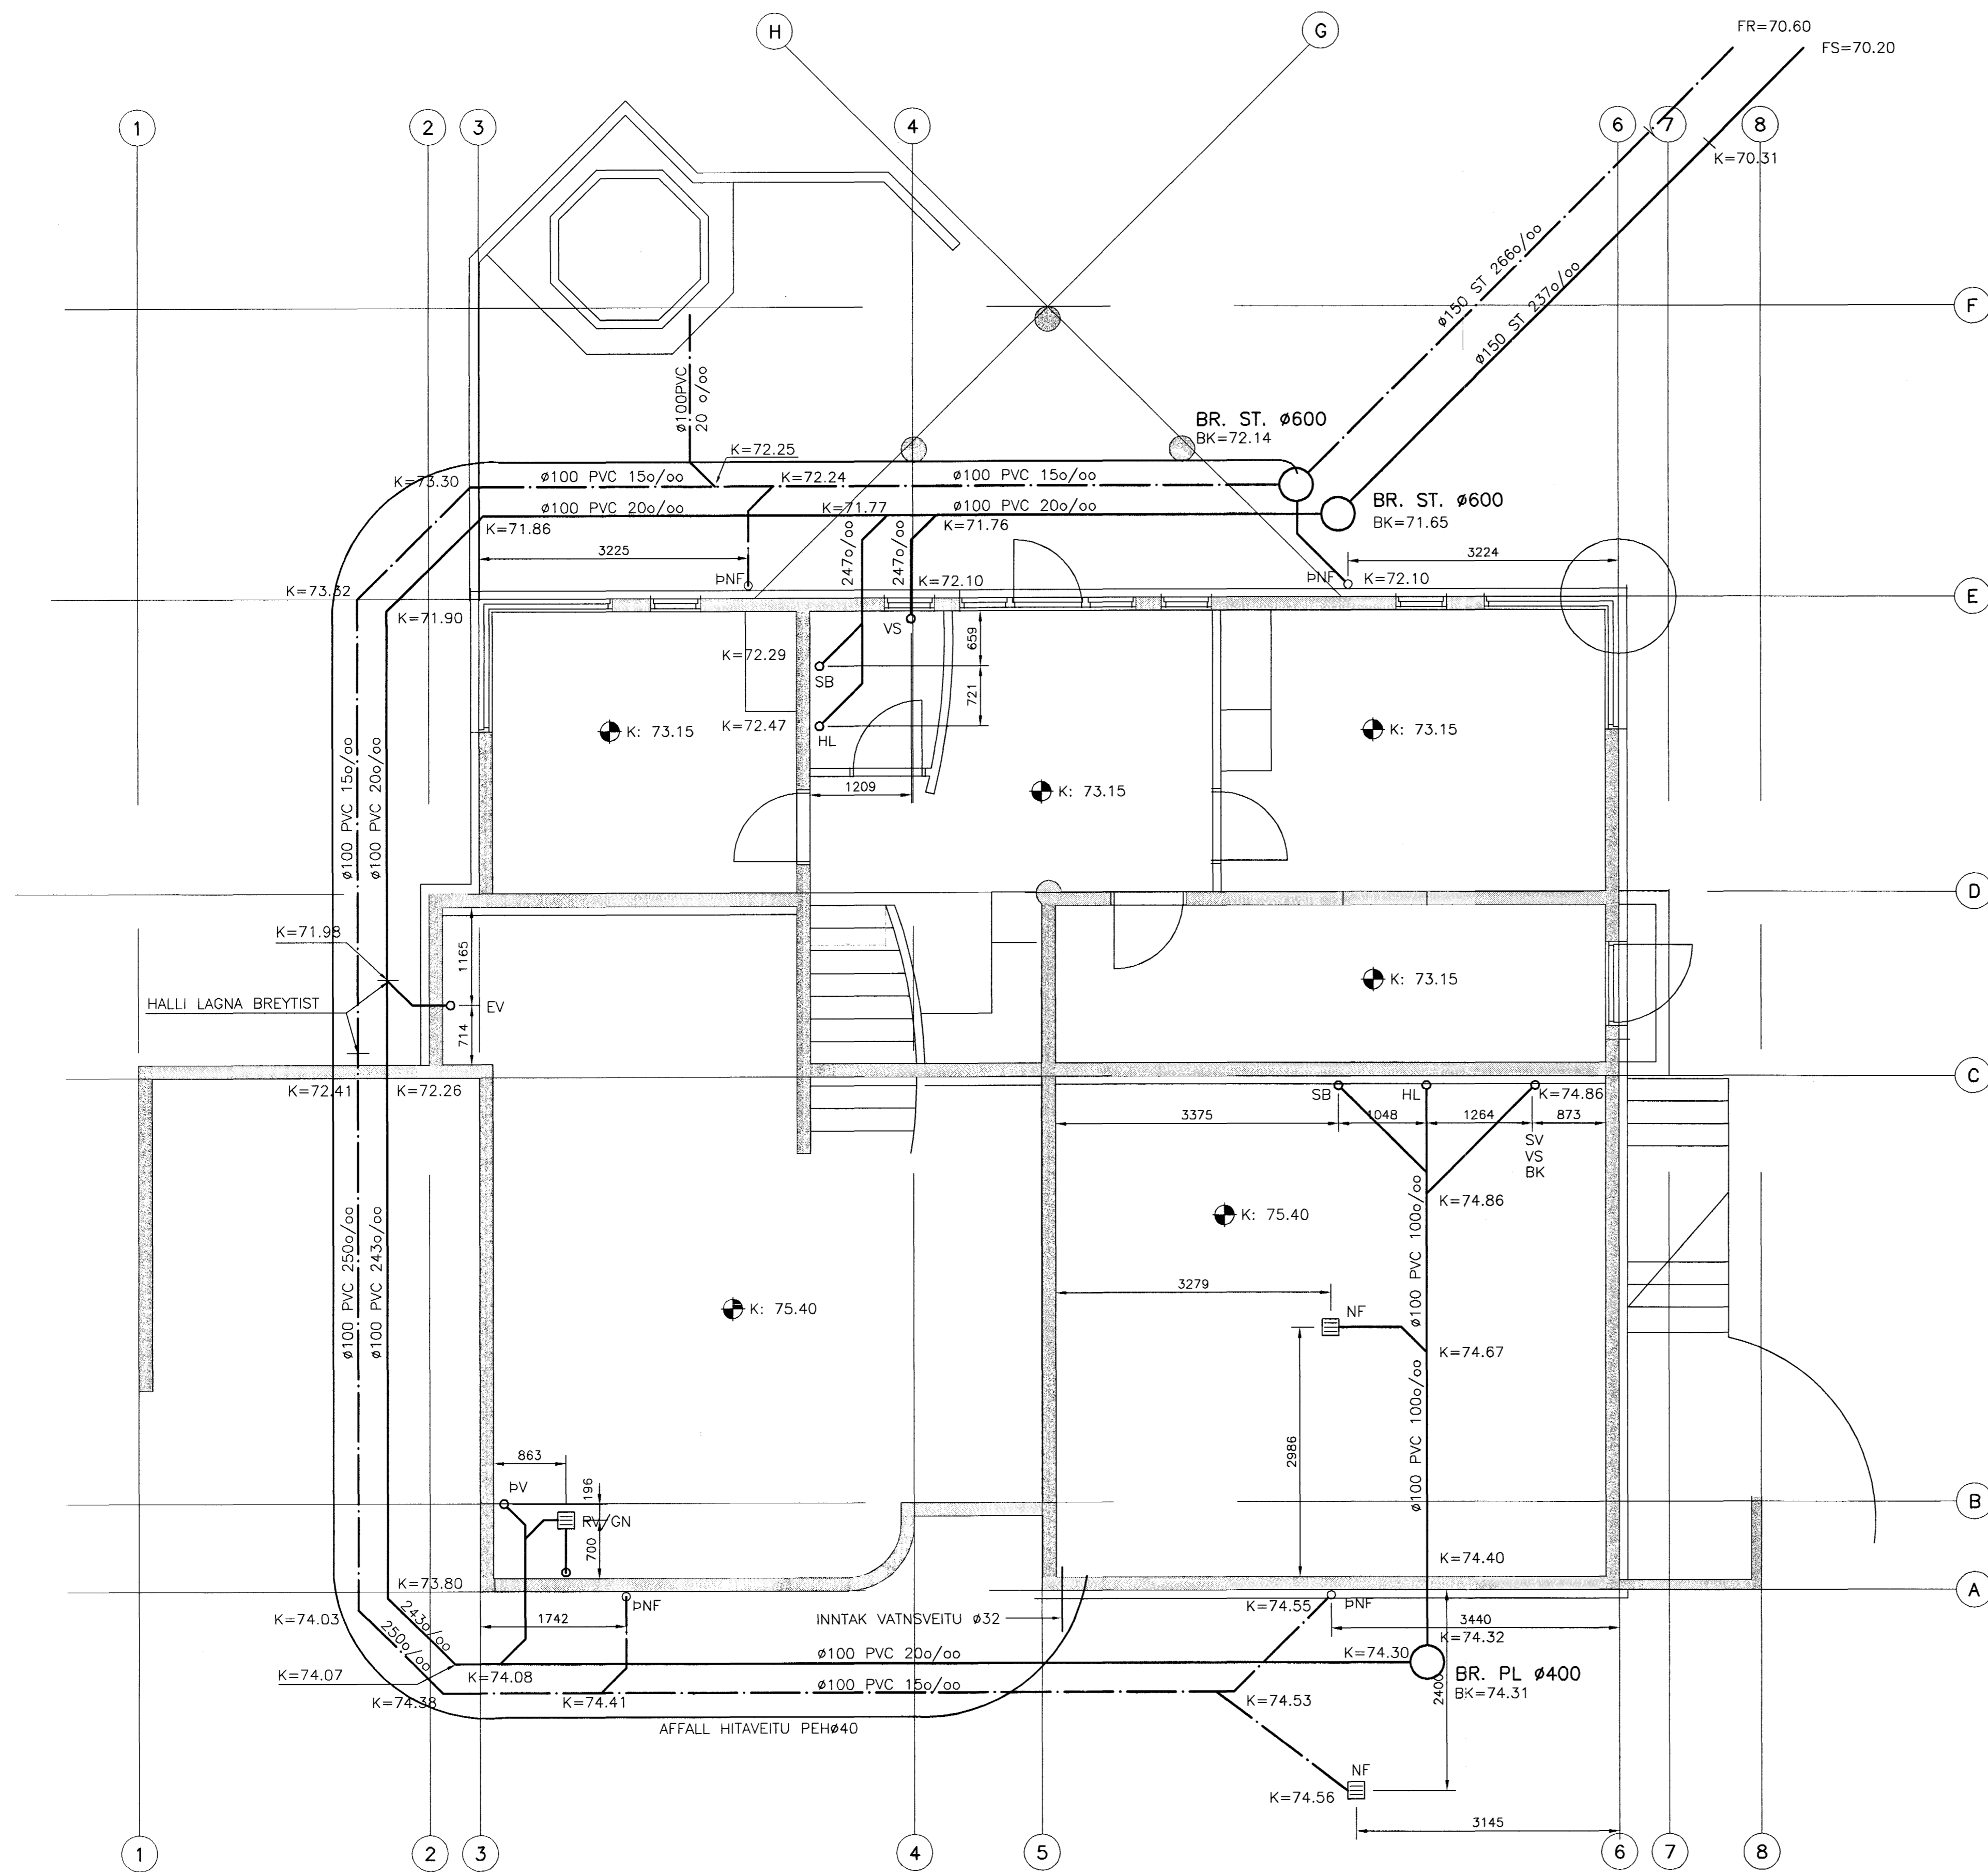 FR=70.60
FS=70.20
H
G
1
2
3
4
6
7
8
K=70.31
ø150 ST 266o/oo
ø150 ST 237o/oo
F
ø100PVC
20 o/oo
BR. ST. ø600
BK=72.14
K=72.25
K=73.30
ø100 PVC 15o/oo
K=72.24
ø100 PVC 15o/oo
BR. ST. ø600
BK=71.65
ø100 PVC 20o/oo
K=71.77
ø100 PVC 20o/oo
K=71.86
K=71.76
3225
247o/oo
247o/oo
3224
ÞNF
K=72.10
ÞNF
K=72.10
K=73.32
E
K=71.90
VS
659
K=72.29
SB
721
K=72.47
HL
K: 73.15
K: 73.15
K: 73.15
1209
ø100 PVC 15o/oo
ø100 PVC 20o/oo
D
K=71.98
1165
K: 73.15
HALLI LAGNA BREYTIST
EV
714
C
K=72.41
K=72.26
SB
HL
K=74.86
3375
1048
1264
873
SV
VS
BK
K=74.86
K: 75.40
ø100 PVC 100o/oo
ø100 PVC 250o/oo
ø100 PVC 243o/oo
3279
K: 75.40
NF
K=74.67
ø100 PVC 100o/oo
2986
863
196
ÞV
B
RV/GN
700
K=74.40
K=73.80
A
K=74.03
243o/oo
250o/oo
1742
ÞNF
INNTAK VATNSVEITU ø32
K=74.55
ÞNF
3440
K=74.32
ø100 PVC 20o/oo
K=74.30
K=74.07
K=74.08
BR. PL ø400
BK=74.31
ø100 PVC 15o/oo
2400
K=74.38
K=74.41
K=74.53
AFFALL HITAVEITU PEHø40
NF
K=74.56
3145
1
2
3
4
5
6
7
8